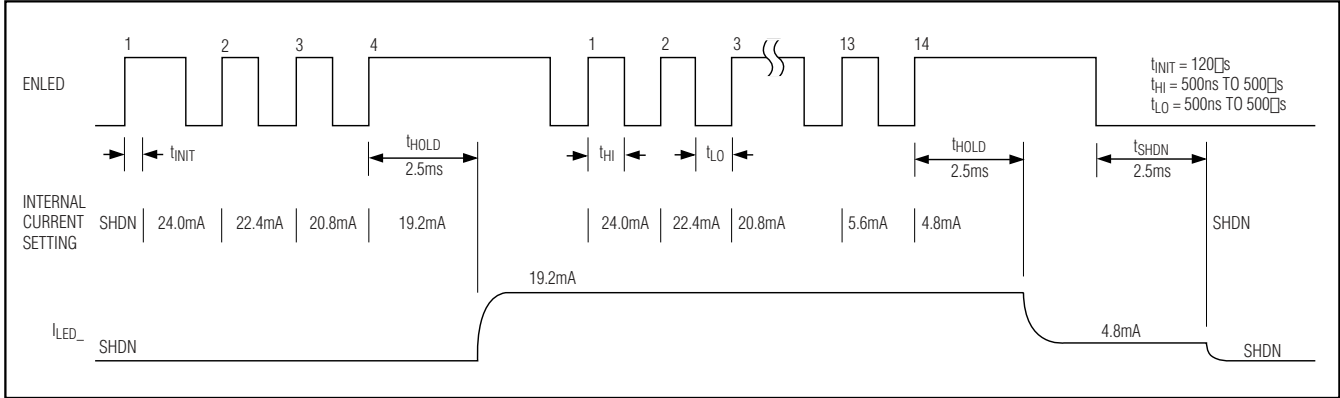 1 2 3 4 1 2 3 13 14
ENLED
tINIT = 120▯s
tHI = 500ns TO 500▯s
tLO = 500ns TO 500▯s
tINIT
tHOLD
2.5ms
tHI
tLO
tHOLD
2.5ms
tSHDN
2.5ms
INTERNAL
CURRENT
SETTING
SHDN 24.0mA 22.4mA 20.8mA 19.2mA 24.0mA 22.4mA 20.8mA 5.6mA 4.8mA SHDN
19.2mA
ILED_
SHDN
4.8mA
SHDN